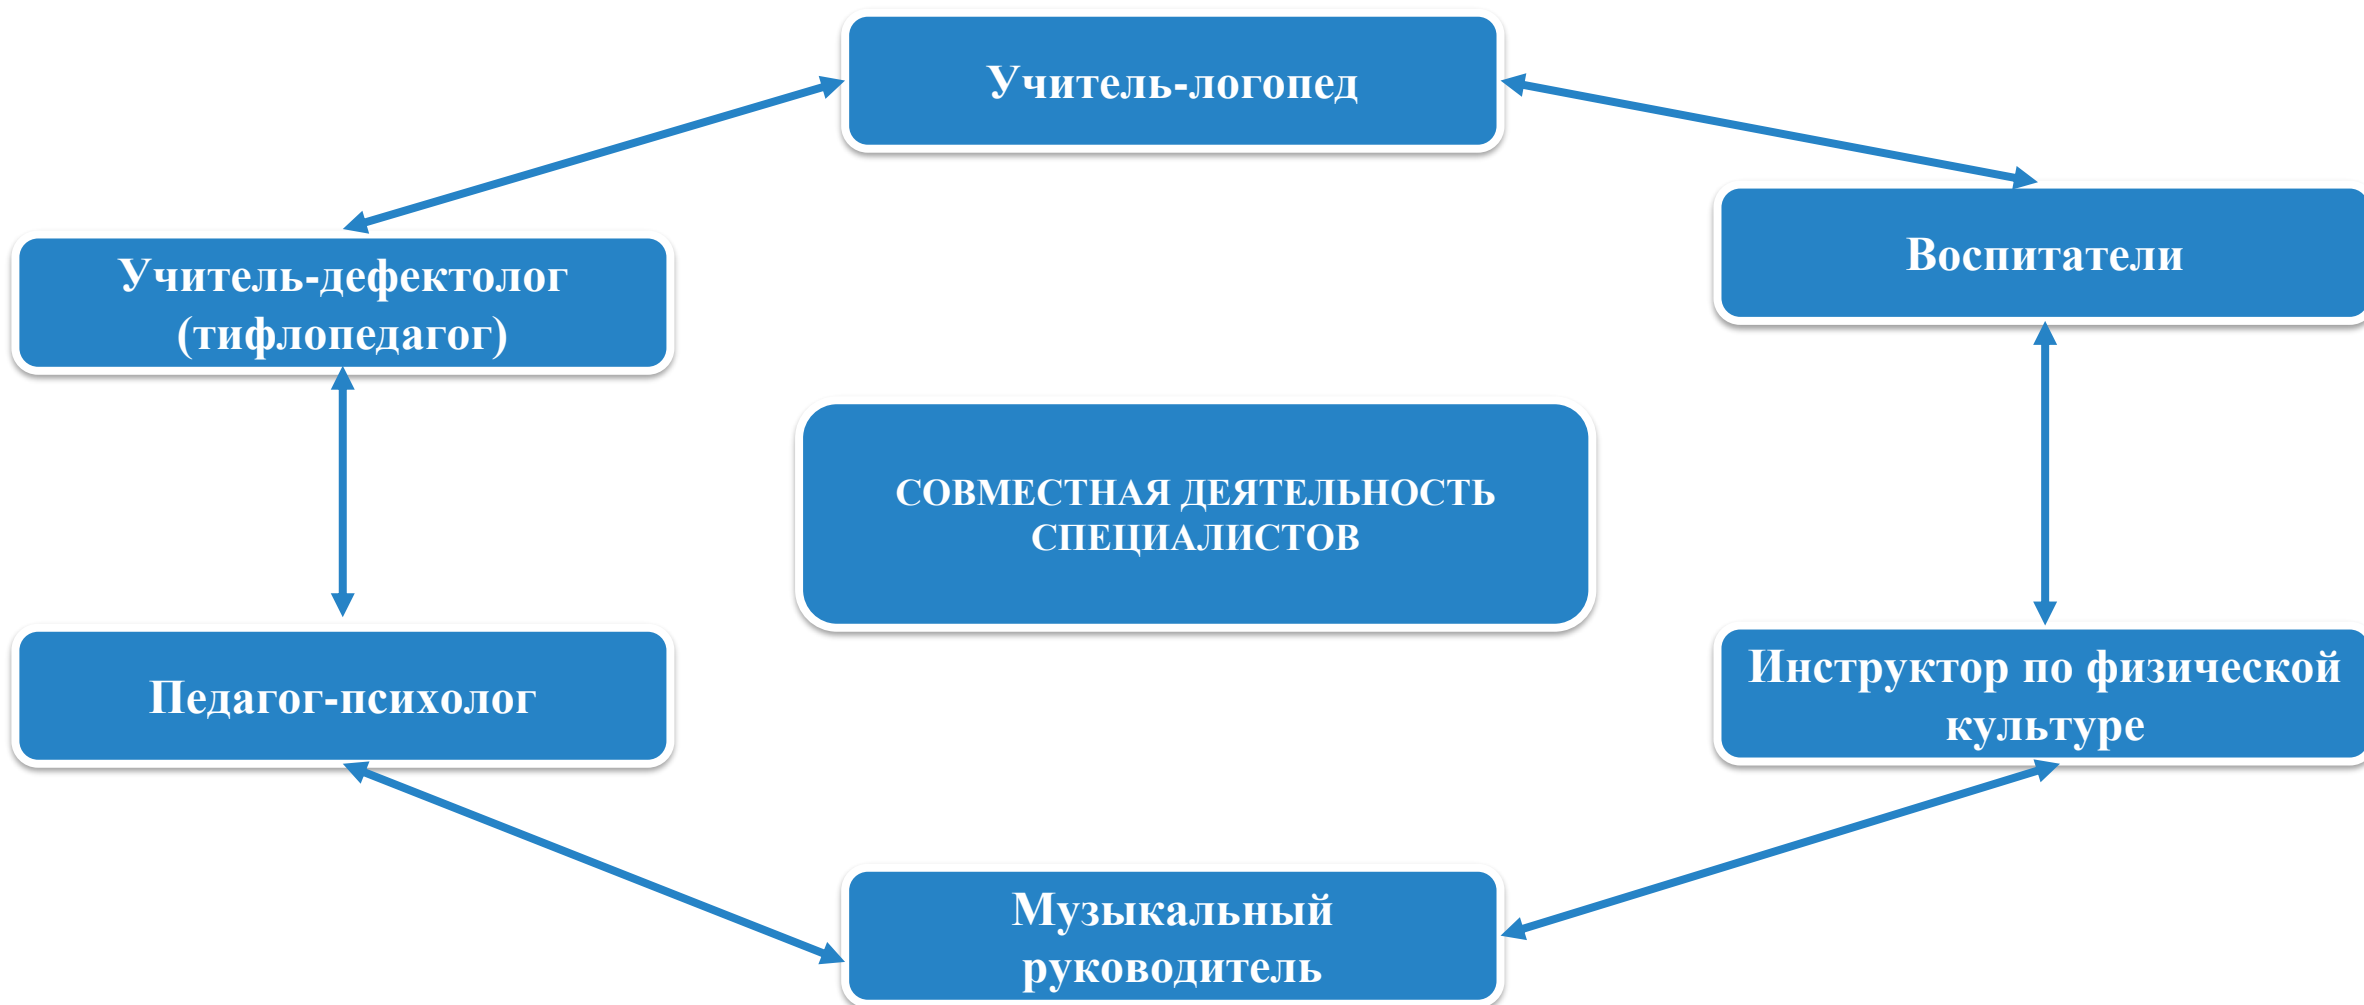 Учитель-логопед
Воспитатели
Учитель-дефектолог
(тифлопедагог)
СОВМЕСТНАЯ ДЕЯТЕЛЬНОСТЬ
СПЕЦИАЛИСТОВ
Педагог-психолог
Инструктор по физической
культуре
Музыкальный
руководитель